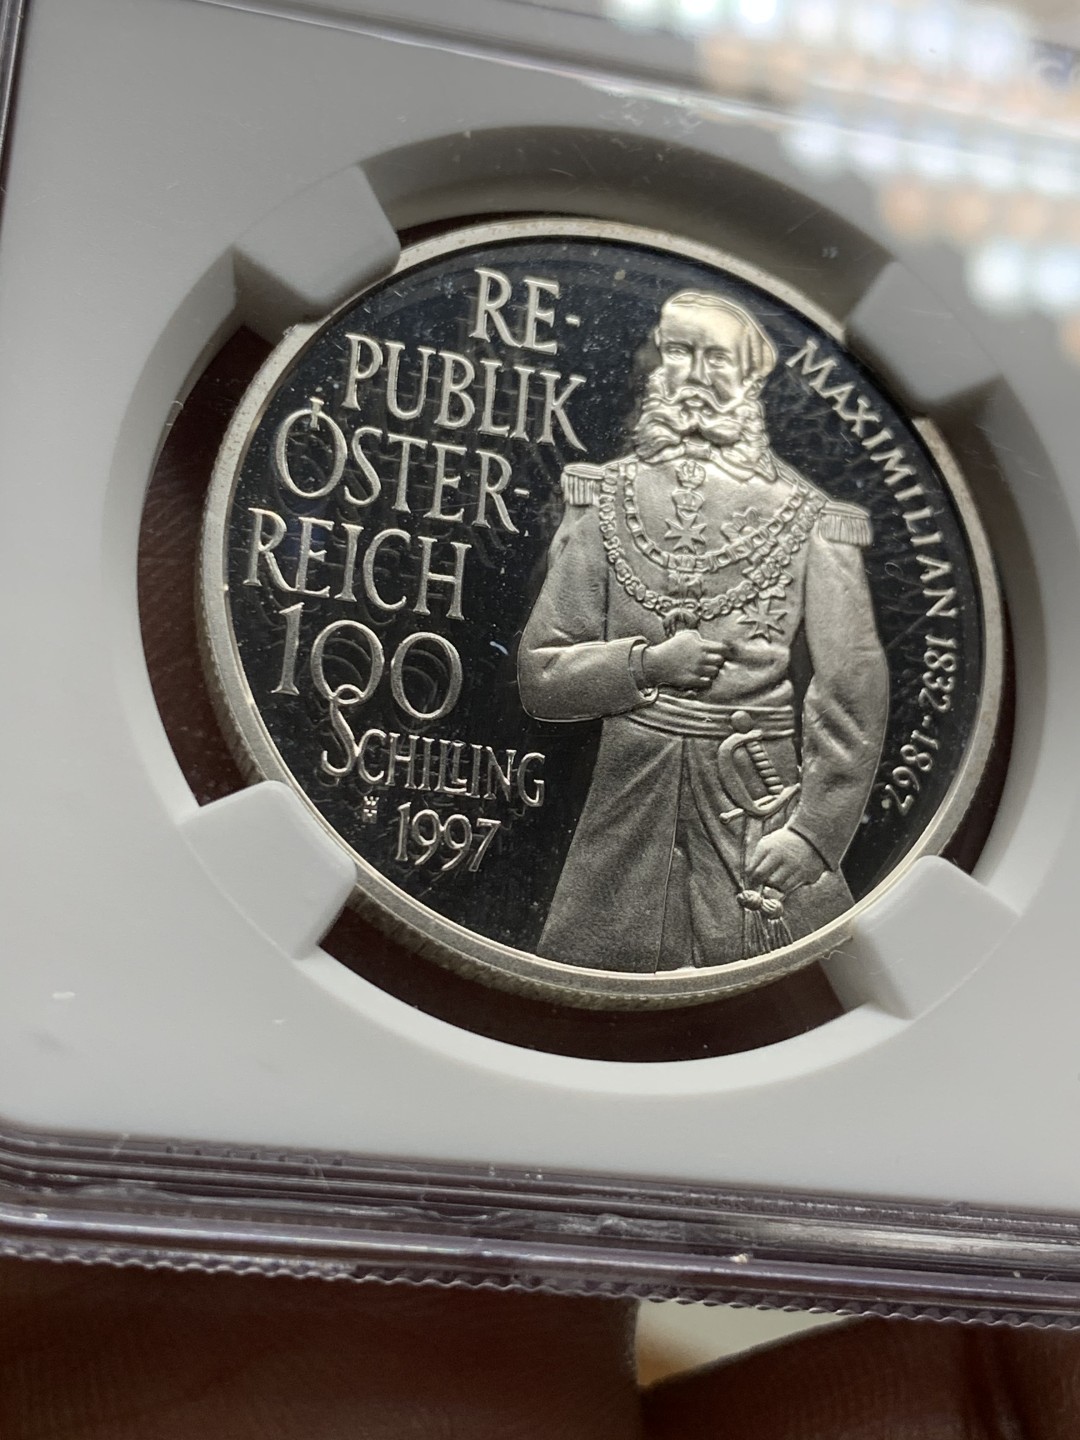 RE-
PUBLIK
ÖSTER-
REICH
100
SCHILLING
1997
MAXIMILIAN 1832-1867.